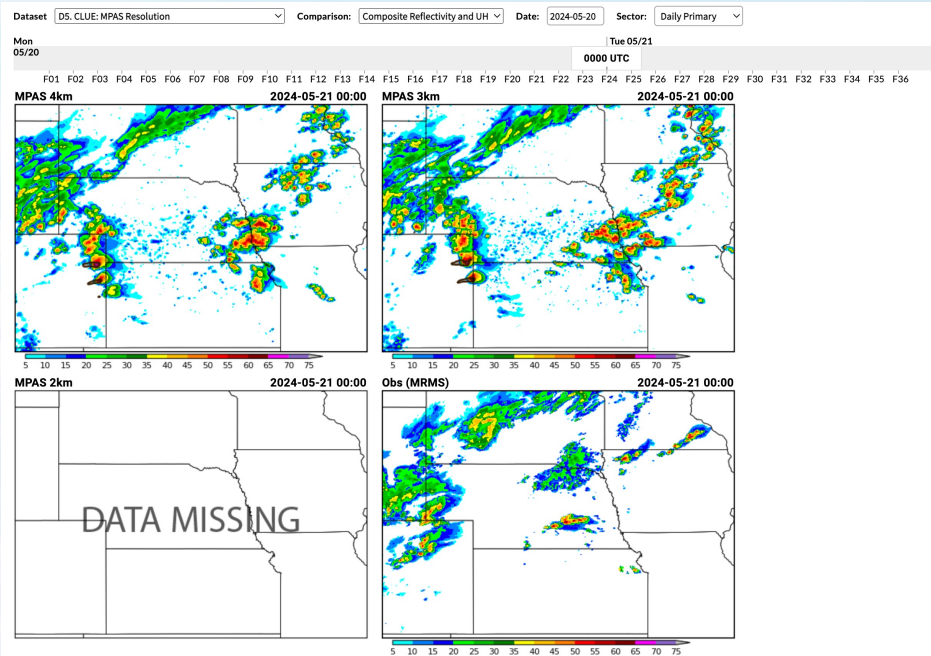 Dataset D5. CLUE: MPAS Resolution Comparison: Composite Reflectivity and UH Date: 2024-05-20 Sector: Daily Primary
Mon Tue 05/21
05/20
0000 UTC
F01 F02 F03 F04 F05 F06 F07 F08 F09 F10 F11 F12 F13 F14 F15 F16 F17 F18 F19 F20 F21 F22 F23 F24 F25 F26 F27 F28 F29 F30 F31 F32 F33 F34 F35 F36
MPAS 4km 2024-05-21 00:00 MPAS 3km 2024-05-21 00:00
5 10 15 20 25 30 35 40 45 50 55 60 65 70 75 5 10 15 20 25 30 35 40 45 50 55 60 65 70 75
MPAS 2km 2024-05-21 00:00 Obs (MRMS) 2024-05-21 00:00
DATA MISSING
5 10 15 20 25 30 35 40 45 50 55 60 65 70 75